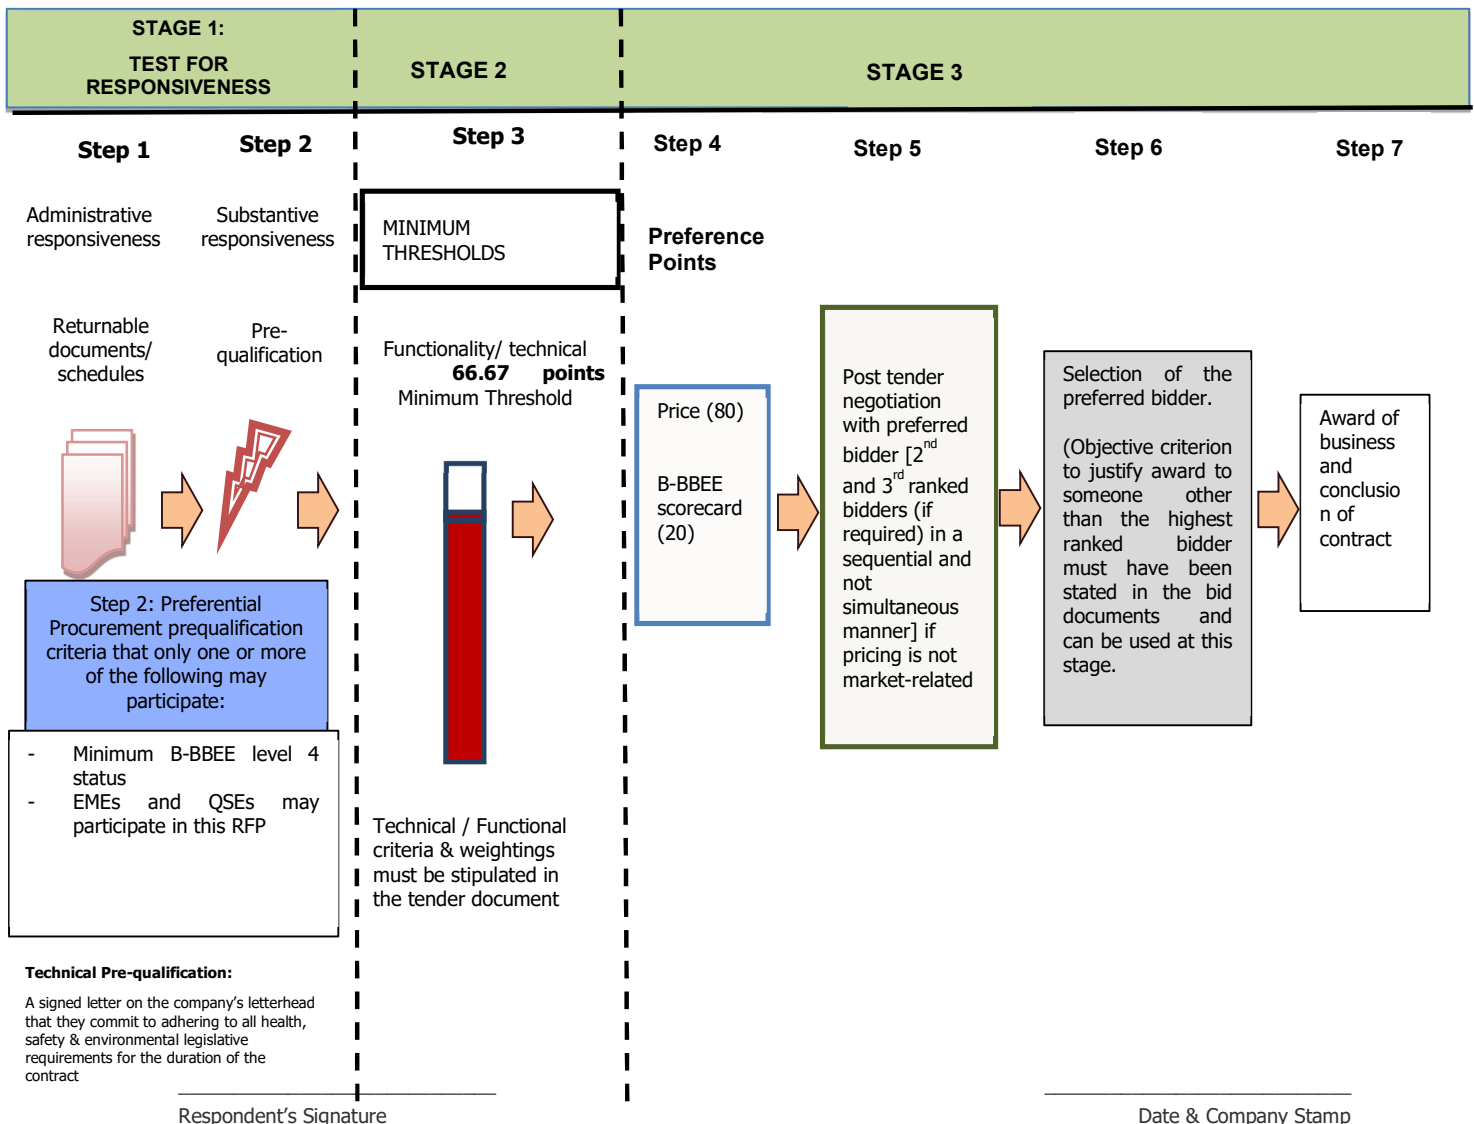 STAGE 1:
TEST FOR
RESPONSIVENESS
STAGE 2
STAGE 3
Step 1
Step 2
Step 3
Step 4
Step 5
Step 6
Step 7
Administrative
responsiveness
Substantive
responsiveness
MINIMUM
THRESHOLDS
Preference
Points
Returnable
documents/
schedules
Pre-
qualification
Functionality/ technical
66.67 points
Minimum Threshold
Price (80)
B-BBEE
scorecard
(20)
Post tender
negotiation
with preferred
bidder [2nd
and 3rd ranked
bidders (if
required) in a
sequential and
not
simultaneous
manner] if
pricing is not
market-related
Selection of the
preferred bidder.
(Objective criterion
to justify award to
someone other
than the highest
ranked bidder
must have been
stated in the bid
documents and
can be used at this
stage.
Award of
business
and
conclusio
n of
contract
Step 2: Preferential
Procurement prequalification
criteria that only one or more
of the following may
participate:
- Minimum B-BBEE level 4
status
- EMEs and QSEs may
participate in this RFP
Technical / Functional
criteria & weightings
must be stipulated in
the tender document
Technical Pre-qualification:
A signed letter on the company's letterhead
that they commit to adhering to all health,
safety & environmental legislative
requirements for the duration of the
contract
Respondent's Signature
Date & Company Stamp